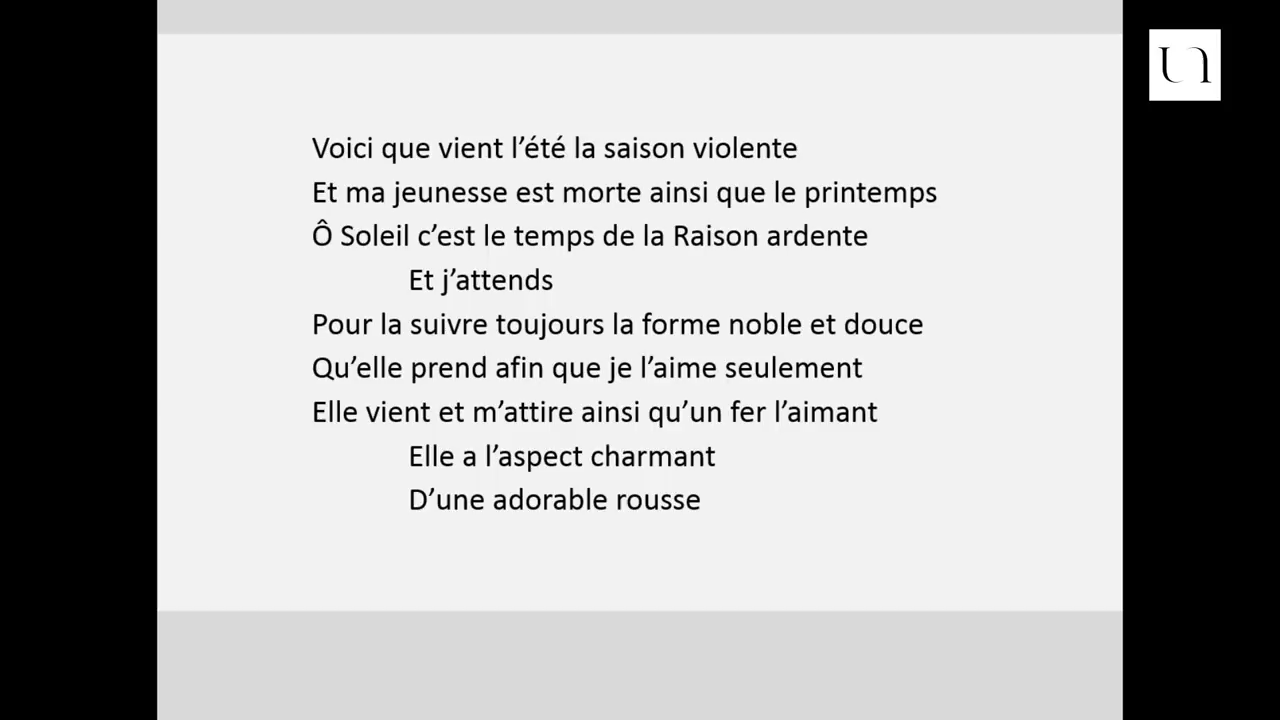 Voici que vient l’été la saison violente
Et ma jeunesse est morte ainsi que le printemps
Ô Soleil c’est le temps de la Raison ardente
Et j’attends
Pour la suivre toujours la forme noble et douce
Qu’elle prend afin que je l’aime seulement
Elle vient et m’attire ainsi qu’un fer l’aimant
Elle a l’aspect charmant
D’une adorable rousse